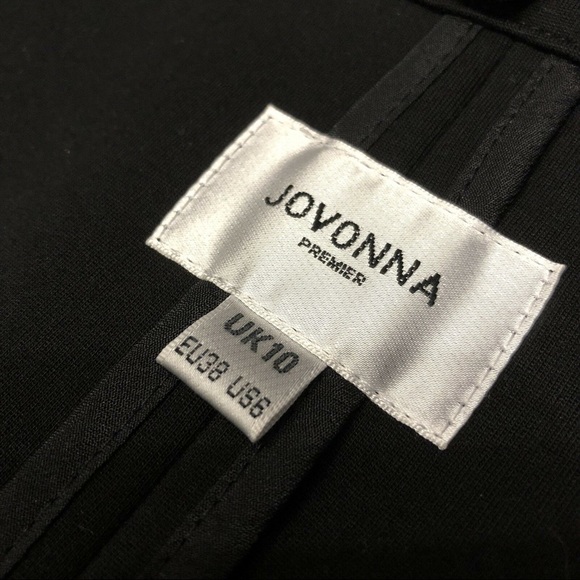 JOVONNA
PREMIER
UK10
EU38 US6